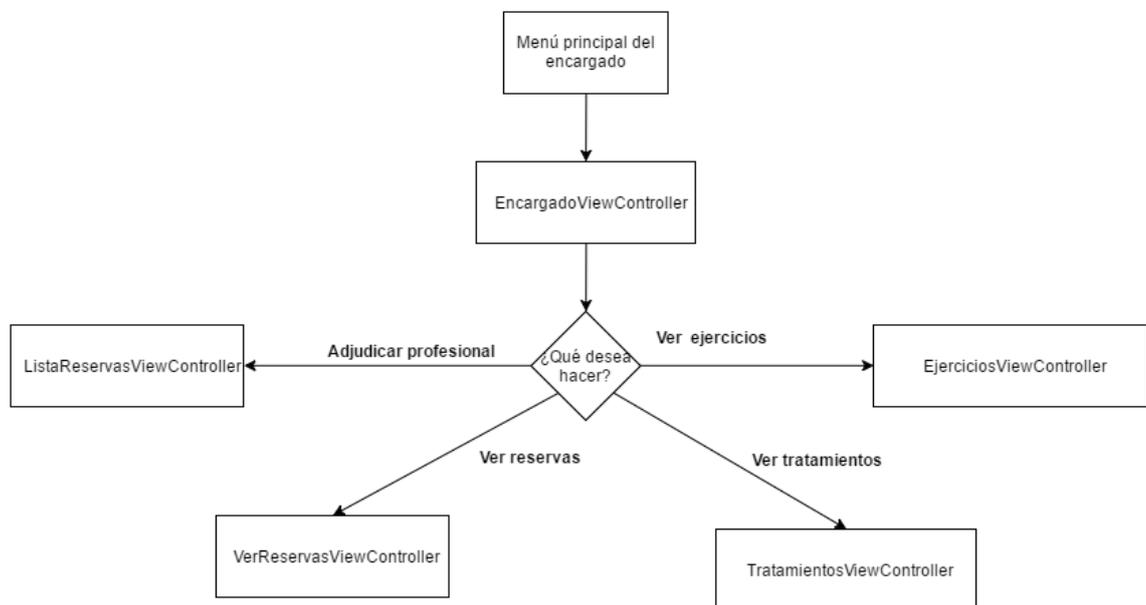 Menú principal del
encargado
EncargadoViewController
Adjudicar profesional
¿Qué desea
hacer?
Ver ejercicios
ListaReservasViewController
EjerciciosViewController
Ver reservas
Ver tratamientos
VerReservasViewController
TratamientosViewController